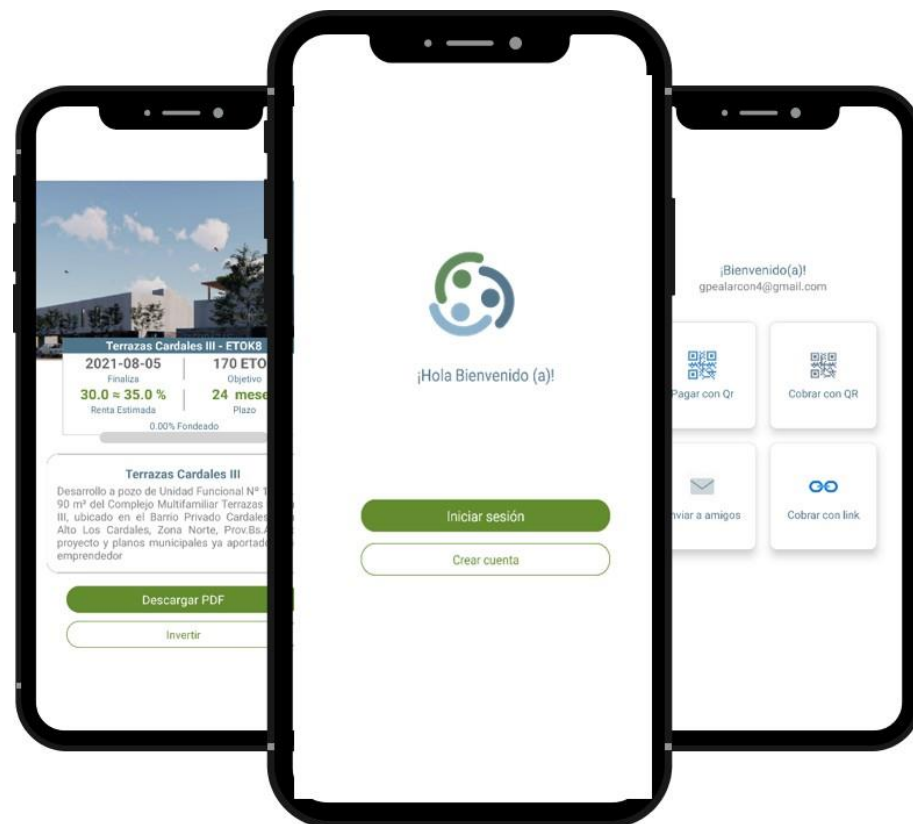 Terrazas Cardales III - ETOK8
2021-08-05
170 ETO
Finaliza
Objetivo
30.0 ≈ 35.0 %
24 mese
Renta Estimada
Plazo
0.00% Fondeado
Terrazas Cardales III
Desarrollo a pozo de Unidad Funcional Nº 1
90 m² del Complejo Multifamiliar Terrazas
III, ubicado en el Barrio Privado Cardales
Alto Los Cardales, Zona Norte, Prov.Bs.A
proyecto y planos municipales ya aportad
emprendedor
Descargar PDF
Invertir
¡Hola Bienvenido (a)!
Iniciar sesión
Crear cuenta
¡Bienvenido(a)!
gpealarcon4@gmail.com
Pagar con Qr
Cobrar con QR
nviar a amigos
Cobrar con link